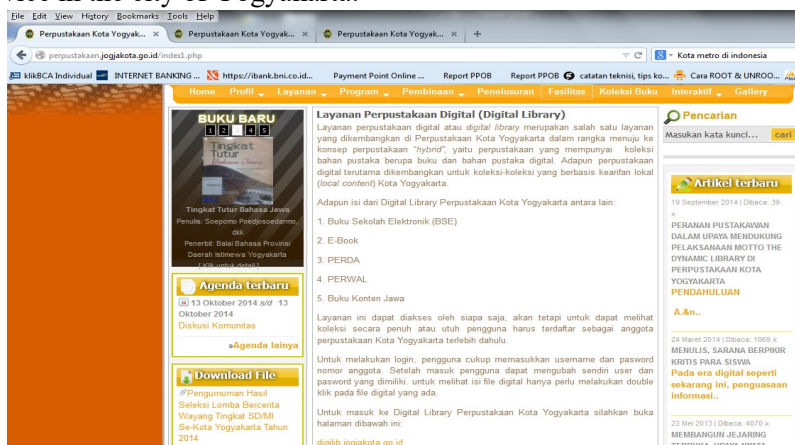 vice in the city of Yogyakarta.
File Edit View History Bookmarks Tools Help
Perpustakaan Kota Yogyak... × Perpustakaan Kota Yogyak... × Perpustakaan Kota Yogyak... × +
perpustakaan.jogjakota.go.id/index1.php
Kota metro di indonesia
klikBCA Individual INTERNET BANKING ... https://ibank.bni.co.id... Payment Point Online ... Report PPOB Report PPOB catatan teknisi, tips ko... Cara ROOT & UNROO...
Home Profil Layanan Program Pembinaan Penelusuran Fasilitas Koleksi Buku Interaktif Gallery
BUKU BARU
1 2 3 4 5
Tingkat
Tutur
Tingkat Tutur Bahasa Jawa
Penulis: Soepomo Poedjosoedarmo,
dkk
Penerbit: Balai Bahasa Provinsi
Daerah Istimewa Yogyakarta
[ Klik untuk detail ]
Agenda terbaru
13 Oktober 2014 s/d 13
Oktober 2014
Diskusi Komunitas
»Agenda lainya
Download File
Pengumuman Hasil
Seleksi Lomba Bercerita
Wayang Tingkat SD/MI
Se-Kota Yogyakarta Tahun
2014
Layanan Perpustakaan Digital (Digital Library)
Layanan perpustakaan digital atau digital library merupakan salah satu layanan
yang dikembangkan di Perpustakaan Kota Yogyakarta dalam rangka menuju ke
konsep perpustakaan "hybrid", yaitu perpustakaan yang mempunyai koleksi
bahan pustaka berupa buku dan bahan pustaka digital. Adapun perpustakaan
digital terutama dikembangkan untuk koleksi-koleksi yang berbasis kearifan lokal
(local content) Kota Yogyakarta.
Adapun isi dari Digital Library Perpustakaan Kota Yogyakarta antara lain:
1. Buku Sekolah Elektronik (BSE)
2. E-Book
3. PERDA
4. PERWAL
5. Buku Konten Jawa
Layanan ini dapat diakses oleh siapa saja, akan tetapi untuk dapat melihat
koleksi secara penuh atau utuh pengguna harus terdaftar sebagai anggota
perpustakaan Kota Yogyakarta terlebih dahulu.
Untuk melakukan login, pengguna cukup memasukkan username dan pasword
nomor anggota. Setelah masuk pengguna dapat mengubah sendiri user dan
pasword yang dimiliki. untuk melihat isi file digital hanya perlu melakukan double
klik pada file digital yang ada.
Untuk masuk ke Digital Library Perpustakaan Kota Yogyakarta silahkan buka
halaman dibawah ini:
digilib.jogjakota.go.id
Pencarian
Masukan kata kunci... cari
Artikel terbaru
19 September 2014 | Dibaca: 39
x
PERANAN PUSTAKAWAN
DALAM UPAYA MENDUKUNG
PELAKSANAAN MOTTO THE
DYNAMIC LIBRARY DI
PERPUSTAKAAN KOTA
YOGYAKARTA
PENDAHULUAN
A.&n..
24 Maret 2014 | Dibaca: 1069 x
MENULIS, SARANA BERPIKIR
KRITIS PARA SISWA
Pada era digital seperti
sekarang ini, penguasaan
informasi..
23 Mei 2013 | Dibaca: 4070 x
MEMBANGUN JEJARING